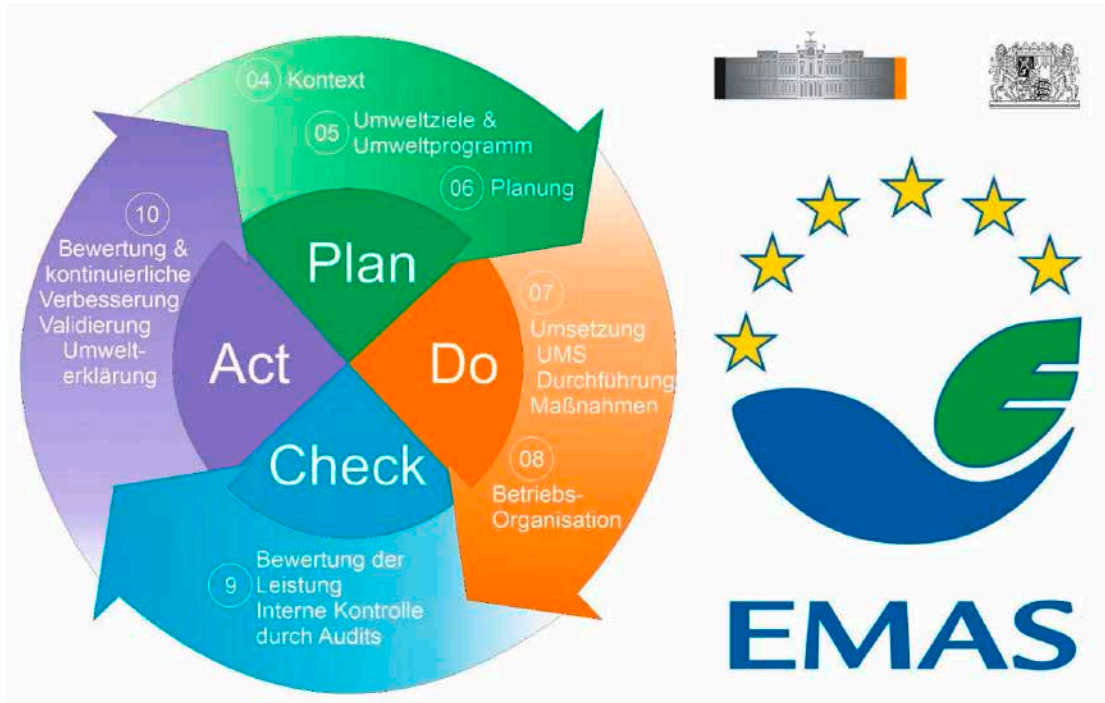 04 Kontext
05 Umweltziele &
Umweltprogramm
06 Planung
Plan
07
Umsetzung
UMS
Durchführung
Maßnahmen
08
Betriebs-
Organisation
Do
9 Bewertung der
Leistung
Interne Kontrolle
durch Audits
Check
10
Bewertung &
kontinuierliche
Verbesserung
Validierung
Umwelt-
erklärung
Act
EMAS